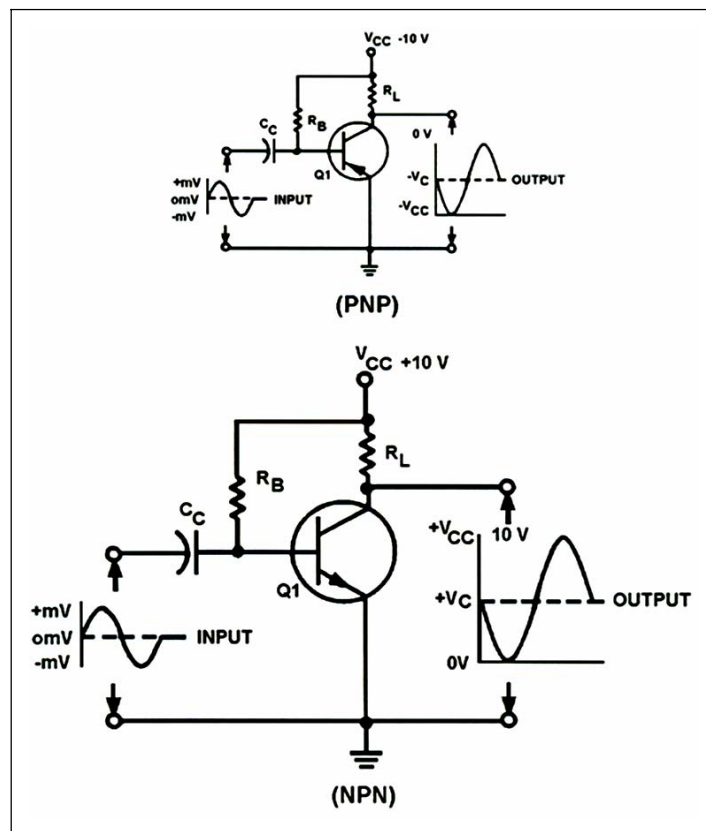 VCC -10 V
RL
RB
CC
Q1
0 V
-VC
-VCC
OUTPUT
+mV
omV
-mV
INPUT
(PNP)
VCC +10 V
RL
RB
CC
Q1
10 V
+VCC
+VC
0V
OUTPUT
+mV
omV
-mV
INPUT
(NPN)